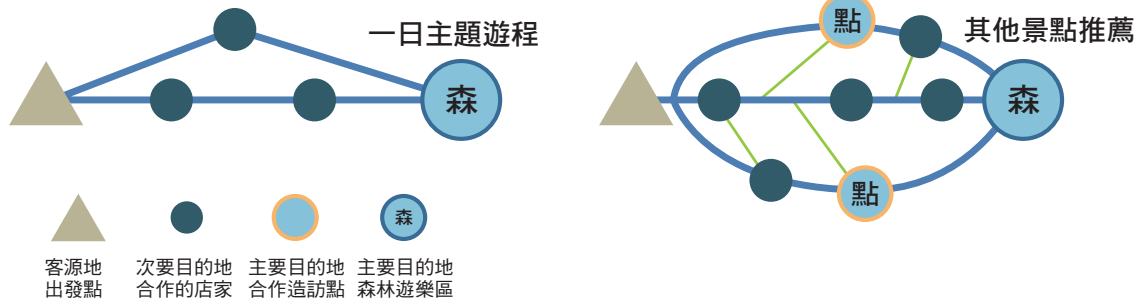 一日主題遊程
森
點
其他景點推薦
森
點
森
客源地
出發點
次要目的地
合作的店家
主要目的地
合作造訪點
主要目的地
森林遊樂區